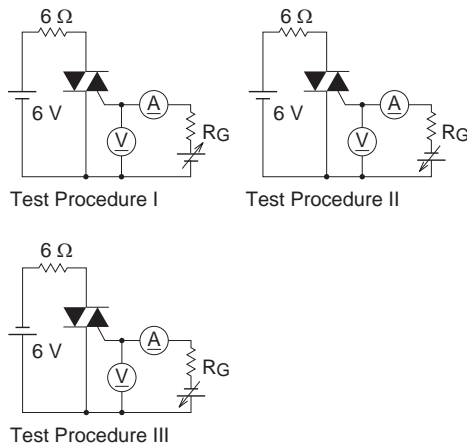 6 Ω
6 V
A
V
RG
Test Procedure I
6 Ω
6 V
A
V
RG
Test Procedure II
6 Ω
6 V
A
V
RG
Test Procedure III